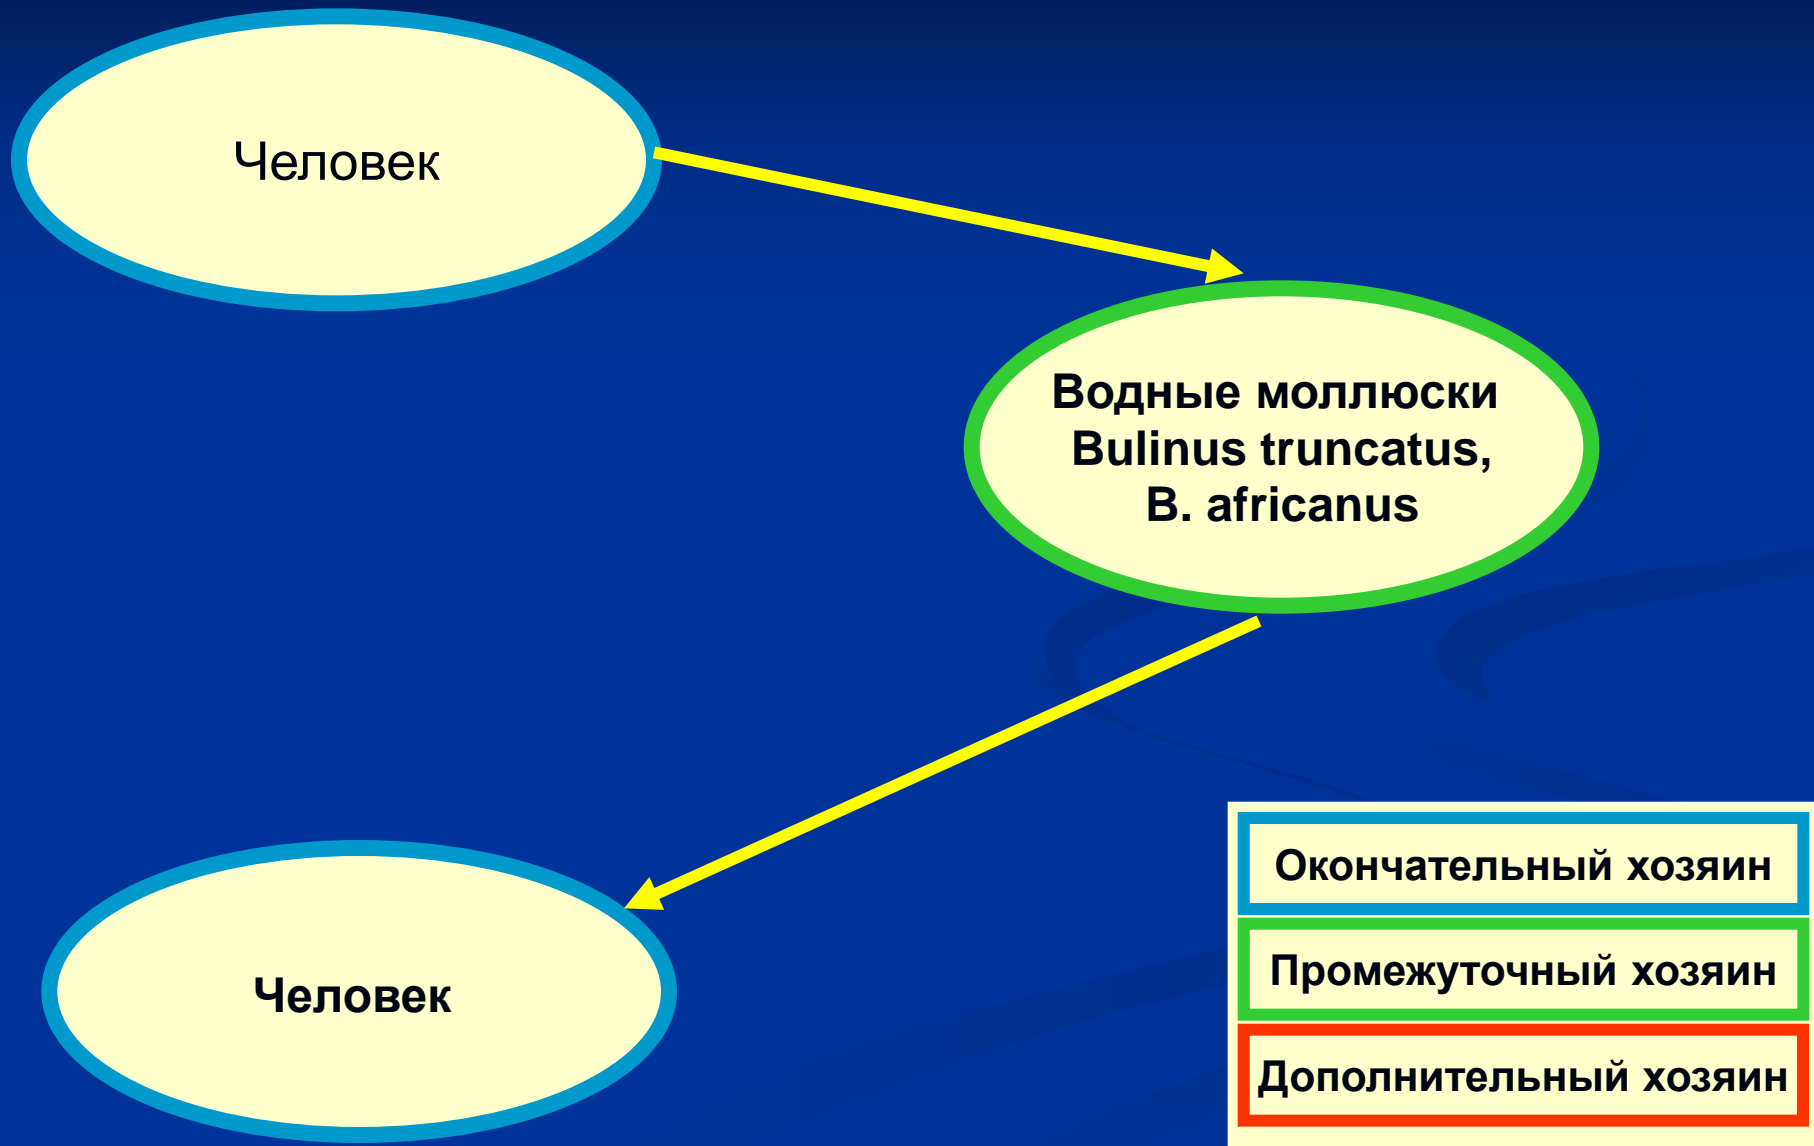 Человек
Водные моллюски
Bulinus truncatus,
B. africanus
Человек
Окончательный хозяин
Промежуточный хозяин
Дополнительный хозяин